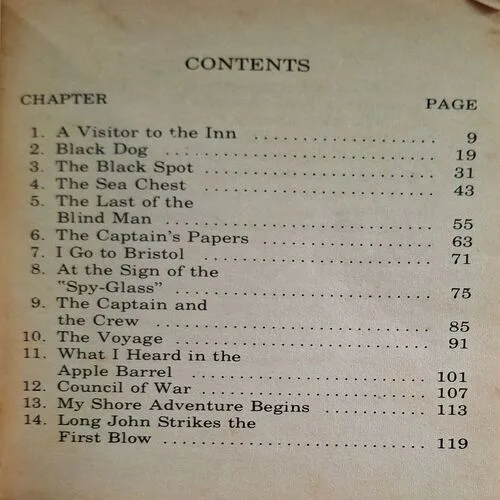 CONTENTS
CHAPTER PAGE
1. A Visitor to the Inn .................. 9
2. Black Dog .......................... 19
3. The Black Spot ...................... 31
4. The Sea Chest ..................... 43
5. The Last of the
Blind Man ......................... 55
6. The Captain's Papers ................ 63
7. I Go to Bristol ...................... 71
8. At the Sign of the
"Spy-Glass" ....................... 75
9. The Captain and
the Crew .......................... 85
10. The Voyage ......................... 91
11. What I Heard in the
Apple Barrel ...................... 101
12. Council of War ..................... 107
13. My Shore Adventure Begins .......... 113
14. Long John Strikes the
First Blow ........................ 119